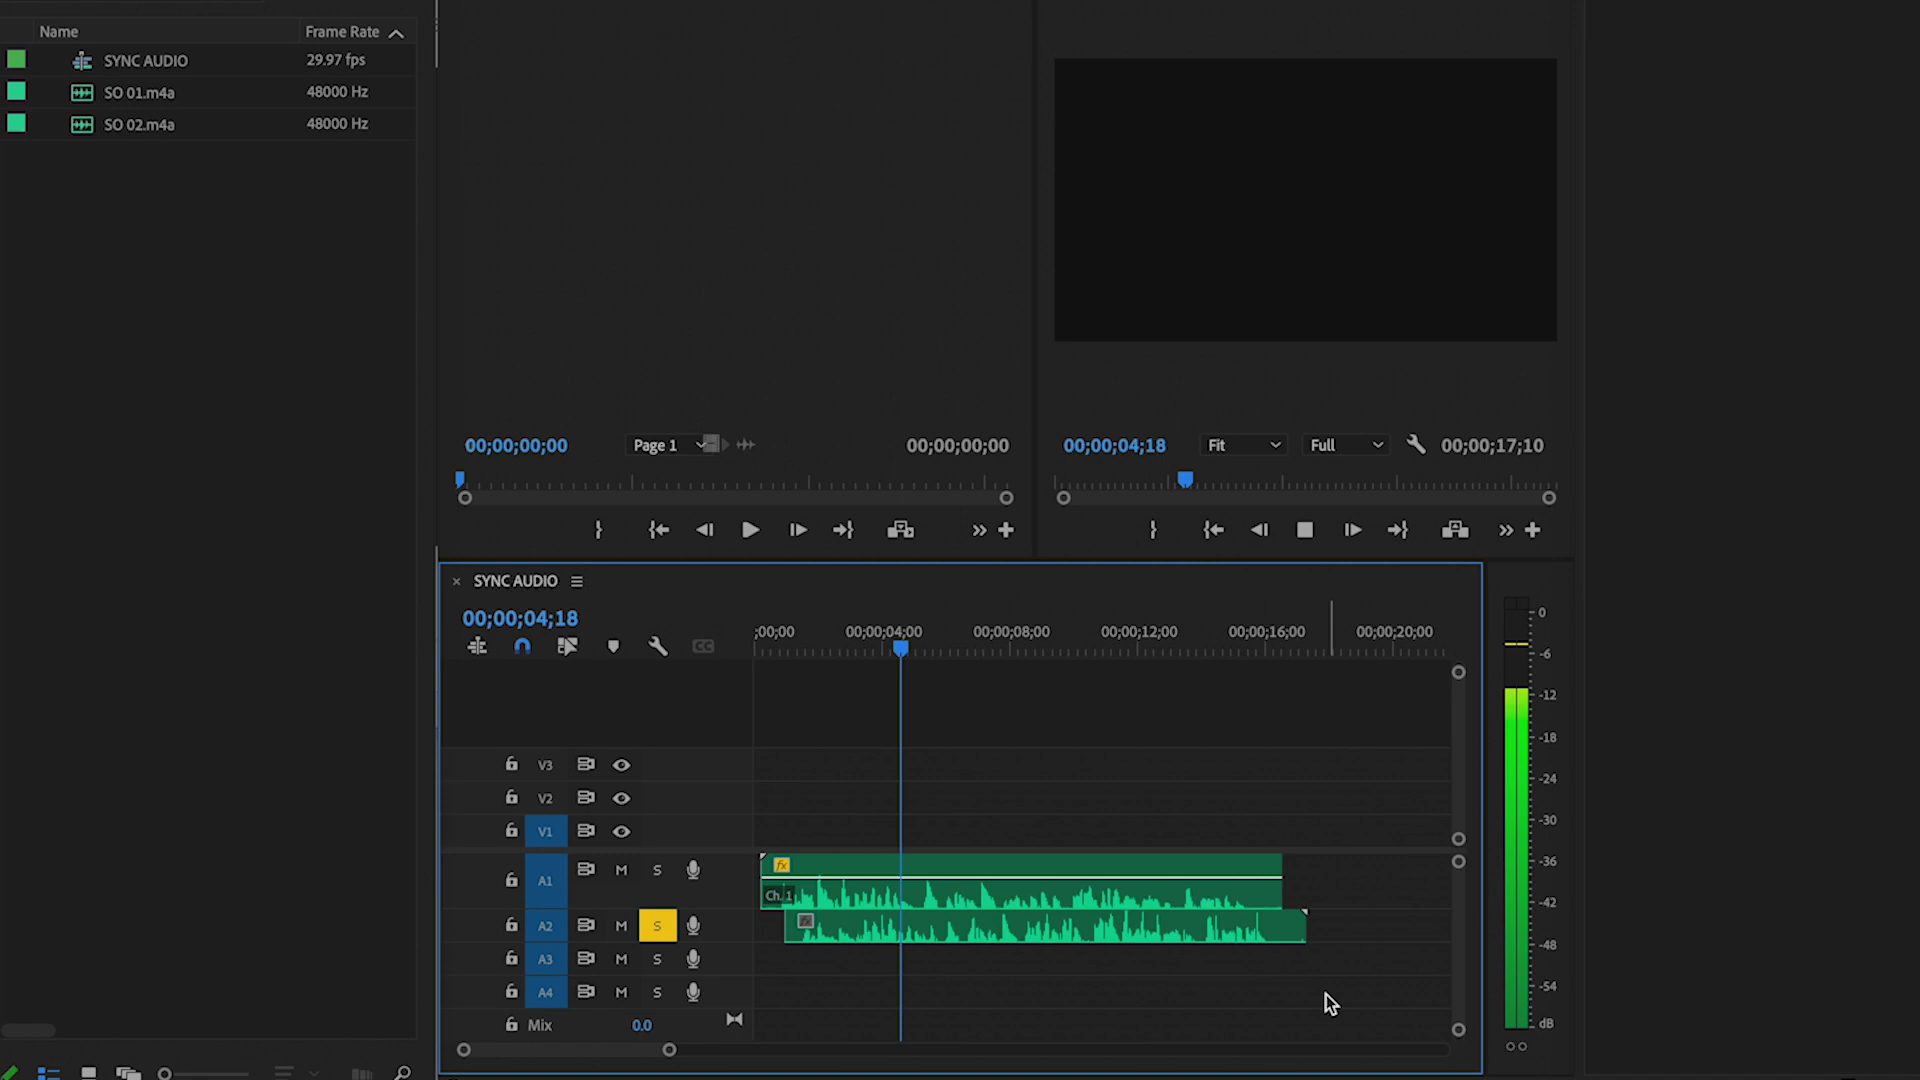 Name Frame Rate
SYNC AUDIO 29.97 fps
SO 01.m4a 48000 Hz
SO 02.m4a 48000 Hz
00;00;00;00 Page 1 00;00;00;00
00;00;04;18 Fit Full 00;00;17;10
× SYNC AUDIO
00;00;04;18
;00;00 00;00;04;00 00;00;08;00 00;00;12;00 00;00;16;00 00;00;20;00
CC
V3
V2
V1
A1 M S
fx
Ch. 1
A2 M S
fx
A3 M S
A4 M S
Mix 0.0
0
-6
-12
-18
-24
-30
-36
-42
-48
-54
dB